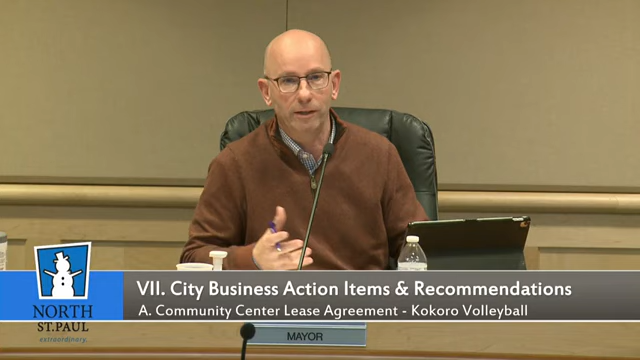 VII. City Business Action Items & Recommendations
A. Community Center Lease Agreement - Kokoro Volleyball
NORTH
ST.PAUL
extraordinary.
MAYOR